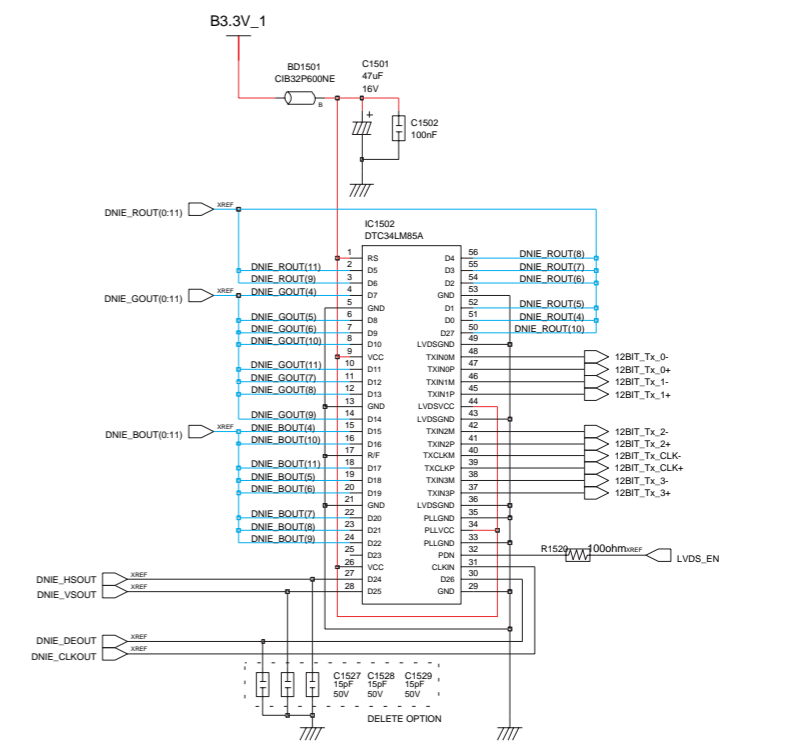 B3.3V_1
BD1501
CIB32P600NE
B
C1501
47uF
16V
+
C1502
100nF
DNIE_ROUT(0:11) XREF
IC1502
DTC34LM85A
1 RS D4 56 DNIE_ROUT(8)
DNIE_ROUT(11) 2 D5 D3 55 DNIE_ROUT(7)
DNIE_ROUT(9) 3 D6 D2 54 DNIE_ROUT(6)
DNIE_GOUT(0:11) XREF DNIE_GOUT(4) 4 D7 GND 53
5 GND D1 52 DNIE_ROUT(5)
DNIE_GOUT(5) 6 D8 D0 51 DNIE_ROUT(4)
DNIE_GOUT(6) 7 D9 D27 50 DNIE_ROUT(10)
DNIE_GOUT(10) 8 D10 LVDSGND 49
9 VCC TXIN0M 48 12BIT_Tx_0-
DNIE_GOUT(11) 10 D11 TXIN0P 47 12BIT_Tx_0+
DNIE_GOUT(7) 11 D12 TXIN1M 46 12BIT_Tx_1-
DNIE_GOUT(8) 12 D13 TXIN1P 45 12BIT_Tx_1+
13 GND LVDSVCC 44
DNIE_GOUT(9) 14 D14 LVDSGND 43
DNIE_BOUT(0:11) XREF DNIE_BOUT(4) 15 D15 TXIN2M 42 12BIT_Tx_2-
DNIE_BOUT(10) 16 D16 TXIN2P 41 12BIT_Tx_2+
17 R/F TXCLKM 40 12BIT_Tx_CLK-
DNIE_BOUT(11) 18 D17 TXCLKP 39 12BIT_Tx_CLK+
DNIE_BOUT(5) 19 D18 TXIN3M 38 12BIT_Tx_3-
DNIE_BOUT(6) 20 D19 TXIN3P 37 12BIT_Tx_3+
21 GND LVDSGND 36
DNIE_BOUT(7) 22 D20 PLLGND 35
DNIE_BOUT(8) 23 D21 PLLVCC 34
DNIE_BOUT(9) 24 D22 PLLGND 33
25 D23 PDN 32 R1520 100ohm XREF LVDS_EN
26 VCC CLKIN 31
DNIE_HSOUT XREF 27 D24 D26 30
DNIE_VSOUT XREF 28 D25 GND 29
DNIE_DEOUT XREF
DNIE_CLKOUT XREF
C1527 C1528 C1529
15pF 15pF 15pF
50V 50V 50V
DELETE OPTION